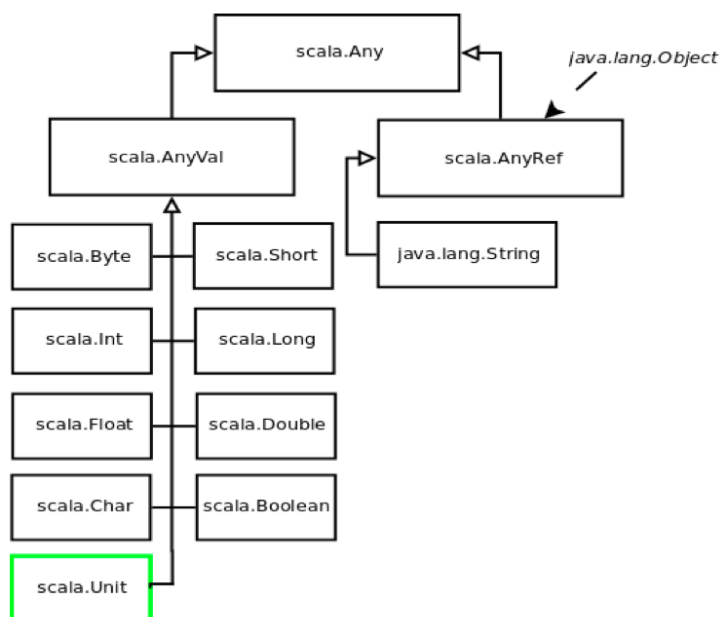 scala.Any
java.lang.Object
scala.AnyVal
scala.AnyRef
scala.Byte
scala.Short
java.lang.String
scala.Int
scala.Long
scala.Float
scala.Double
scala.Char
scala.Boolean
scala.Unit